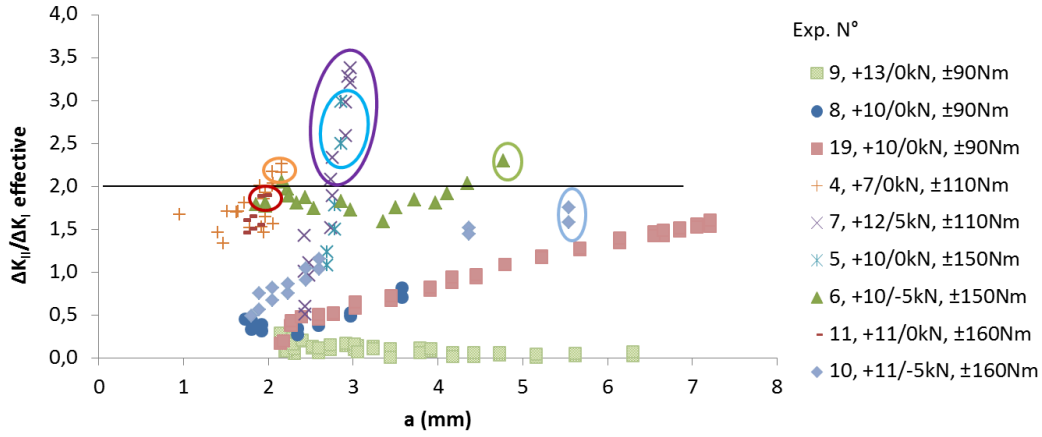 4,0
3,5
3,0
2,5
2,0
1,5
1,0
0,5
0,0
ΔK_II/ΔK_I effective
0 1 2 3 4 5 6 7 8
a (mm)
Exp. N°
9, +13/0kN, ±90Nm
8, +10/0kN, ±90Nm
19, +10/0kN, ±90Nm
4, +7/0kN, ±110Nm
7, +12/5kN, ±110Nm
5, +10/0kN, ±150Nm
6, +10/-5kN, ±150Nm
11, +11/0kN, ±160Nm
10, +11/-5kN, ±160Nm